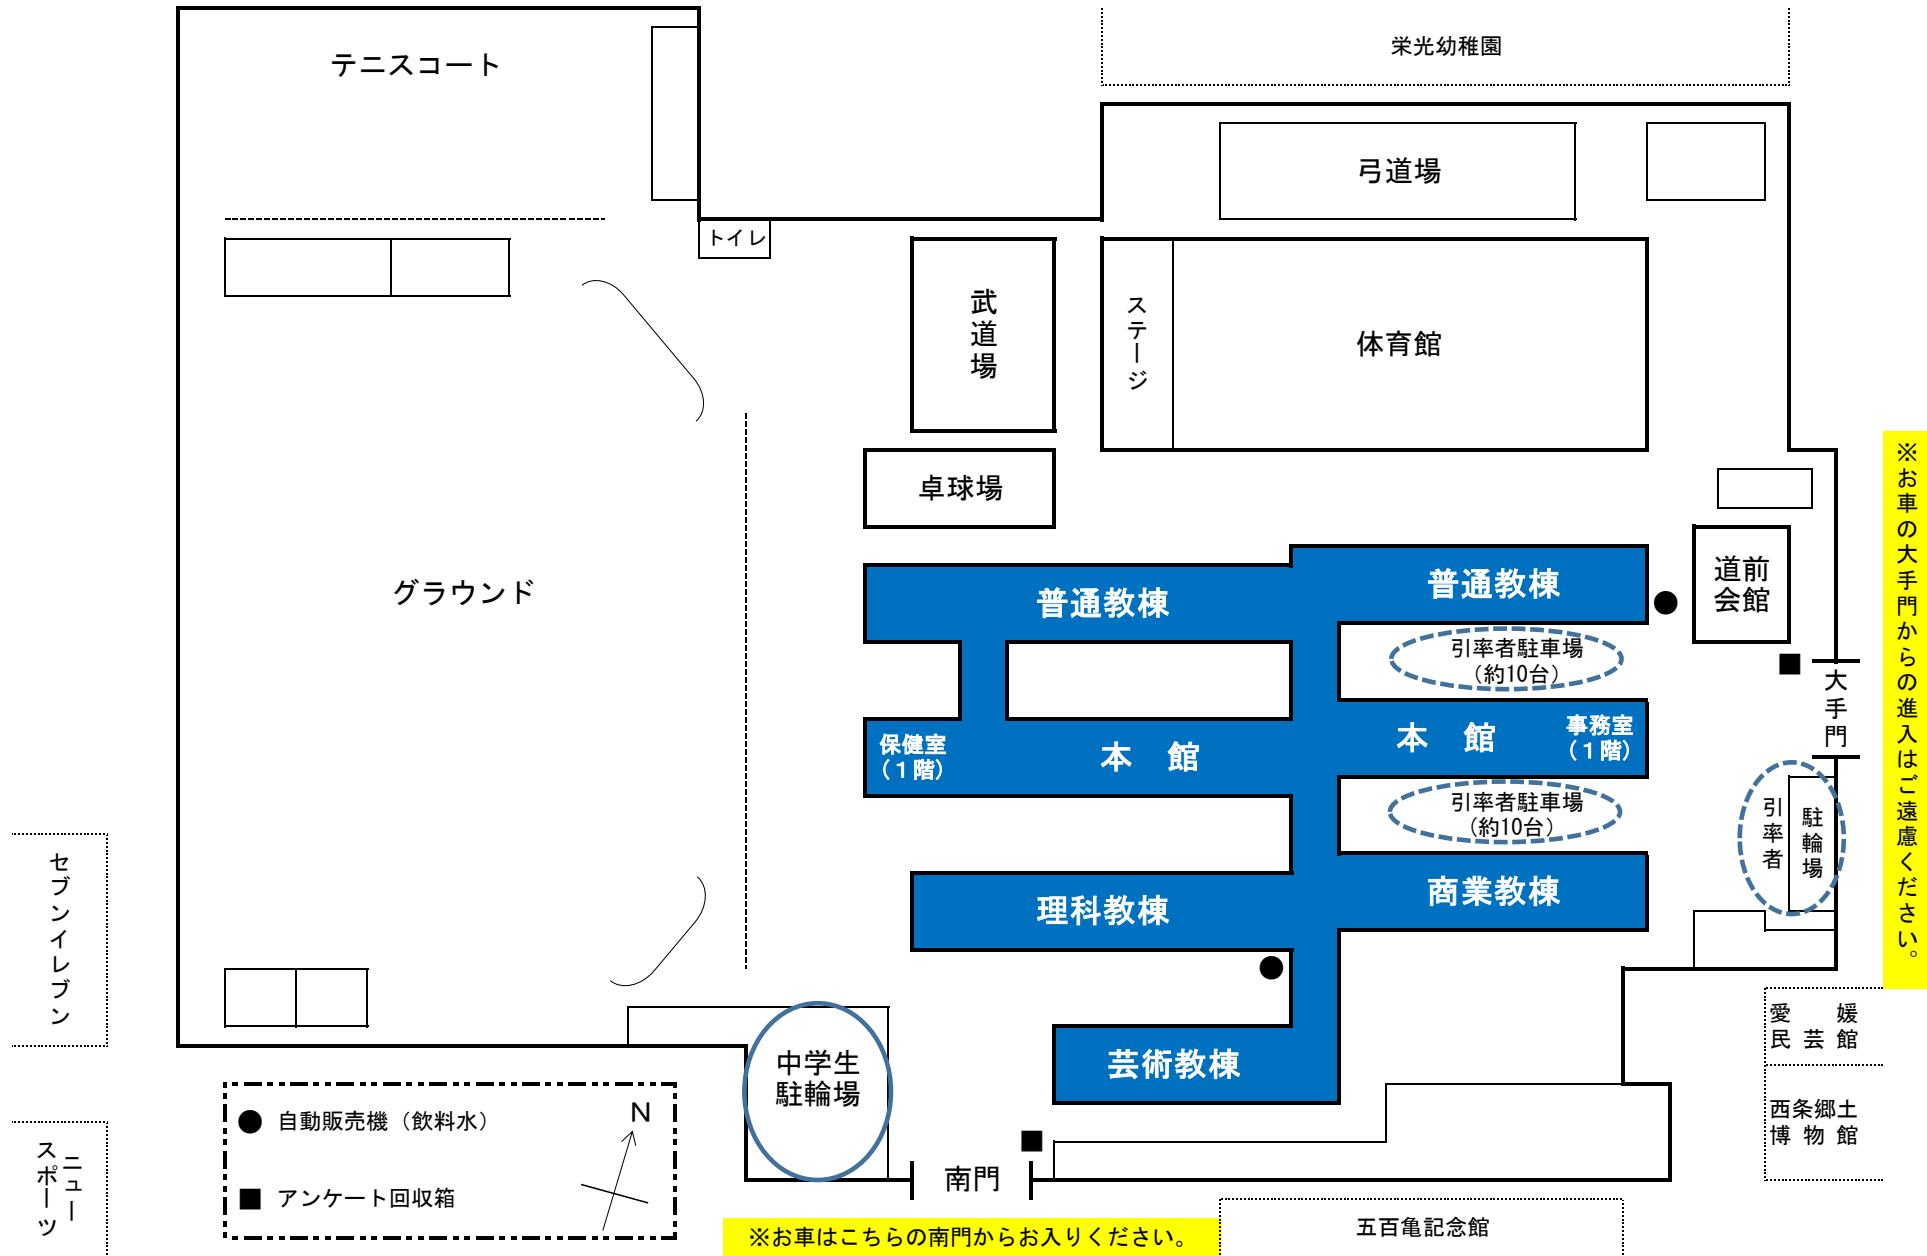 テニスコート
栄光幼稚園
弓道場
トイレ
武道場
ステージ
体育館
卓球場
グラウンド
普通教棟
普通教棟
道前
会館
引率者駐車場
（約10台）
大手門
保健室
（１階）
本　館
本　館
事務室
（１階）
引率者駐車場
（約10台）
引率者
駐輪場
※お車の大手門からの進入はご遠慮ください。
理科教棟
商業教棟
セブンイレブン
芸術教棟
中学生
駐輪場
愛　媛
民 芸 館
西条郷土
博 物 館
● 自動販売機（飲料水）
N
■ アンケート回収箱
ニュー
スポーツ
南門
※お車はこちらの南門からお入りください。
五百亀記念館